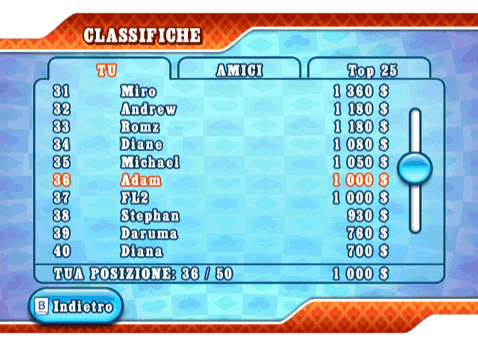 CLASSIFICHE
TU AMICI Top 25
31 Miro 1 360 $
32 Andrew 1 180 $
33 Romz 1 180 $
34 Diane 1 080 $
35 Michael 1 050 $
36 Adam 1 000 $
37 FL2 1 000 $
38 Stephan 930 $
39 Daruma 760 $
40 Diana 700 $
TUA POSIZIONE: 36 / 50 1 000 $
B Indietro